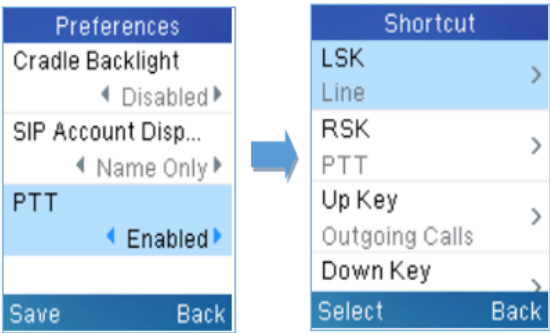 Preferences
Cradle Backlight
Disabled
SIP Account Disp...
Name Only
PTT
Enabled
Save Back
Shortcut
LSK
Line
RSK
PTT
Up Key
Outgoing Calls
Down Key
Select Back